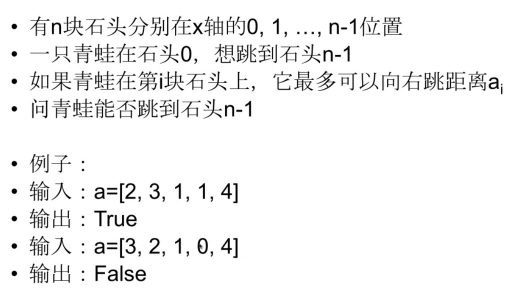 • 有n块石头分别在x轴的0, 1, …, n-1位置
• 一只青蛙在石头0，想跳到石头n-1
• 如果青蛙在第i块石头上，它最多可以向右跳距离ai
• 问青蛙能否跳到石头n-1
• 例子：
• 输入：a=[2, 3, 1, 1, 4]
• 输出：True
• 输入：a=[3, 2, 1, 0, 4]
• 输出：False